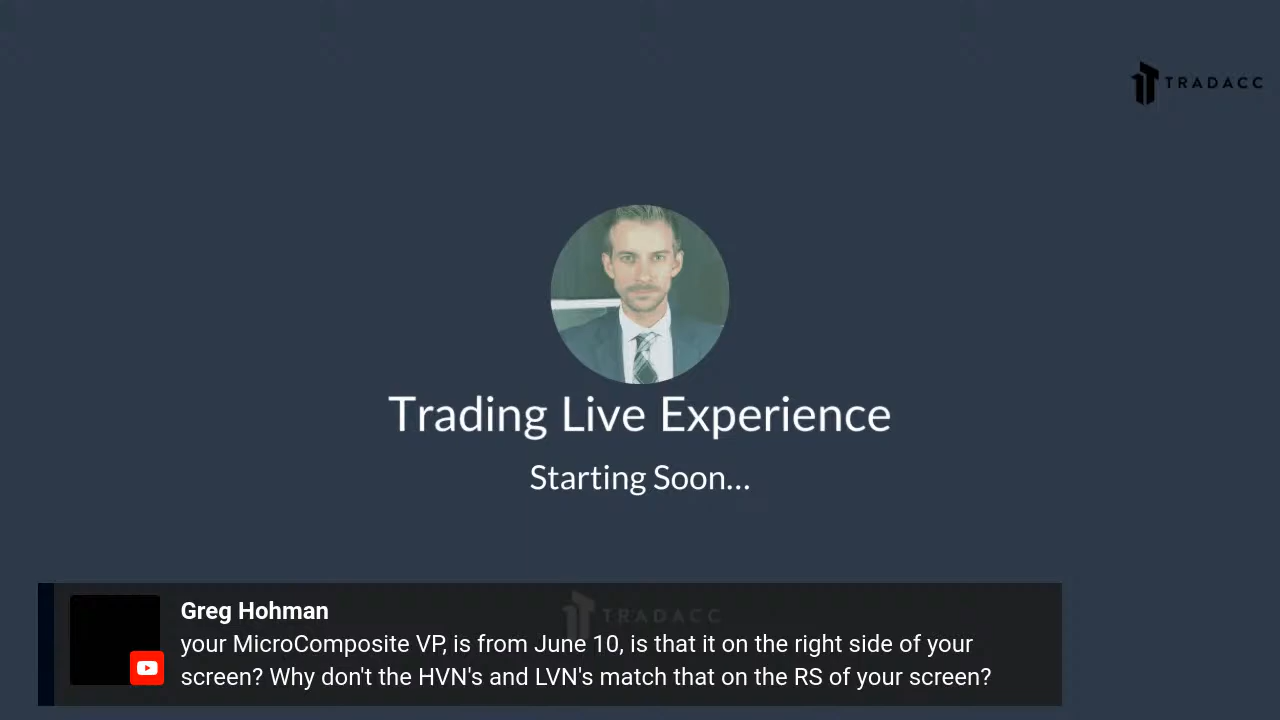 TRADACC
Trading Live Experience
Starting Soon...
TRADACC
Greg Hohman
your MicroComposite VP, is from June 10, is that it on the right side of your
screen? Why don't the HVN's and LVN's match that on the RS of your screen?